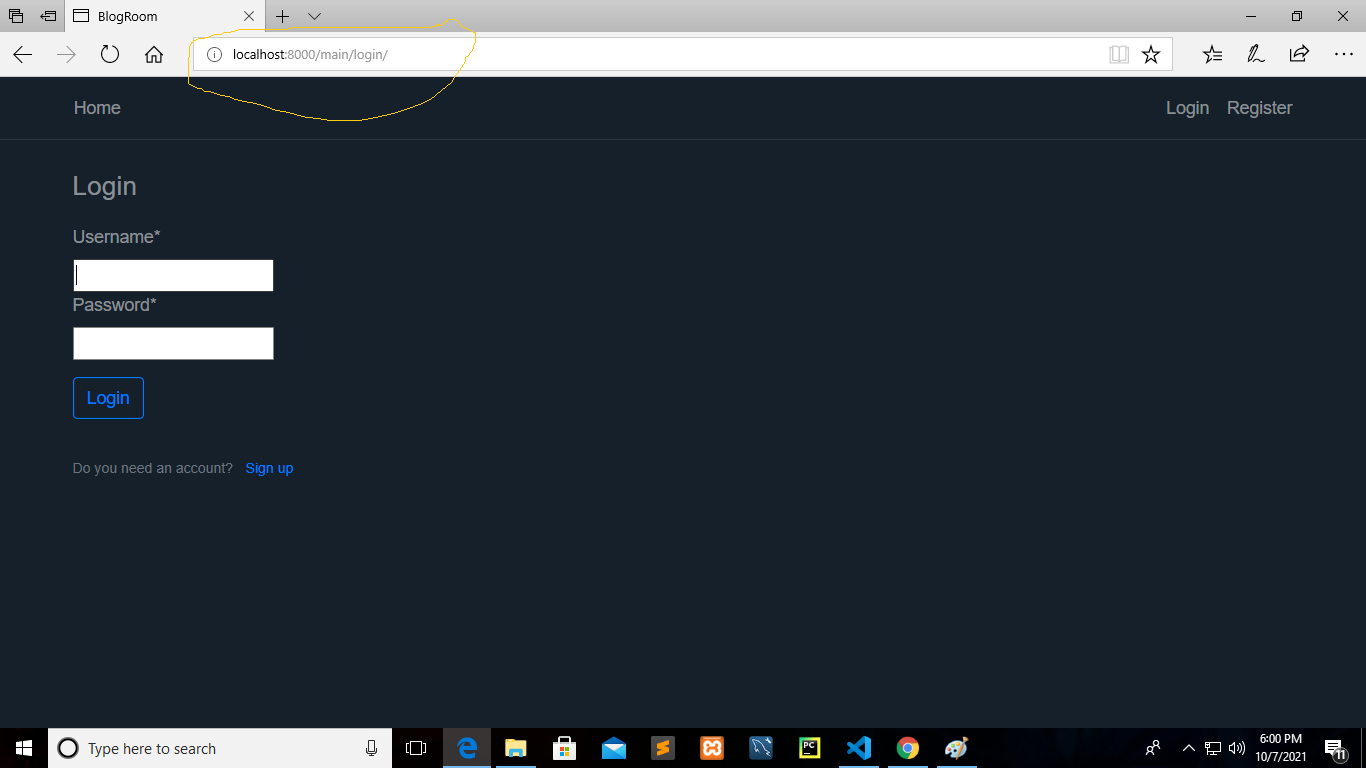 BlogRoom
localhost:8000/main/login/
Home Login Register
Login
Username*
Password*
Login
Do you need an account? Sign up
Type here to search
PC
6:00 PM
10/7/2021
11